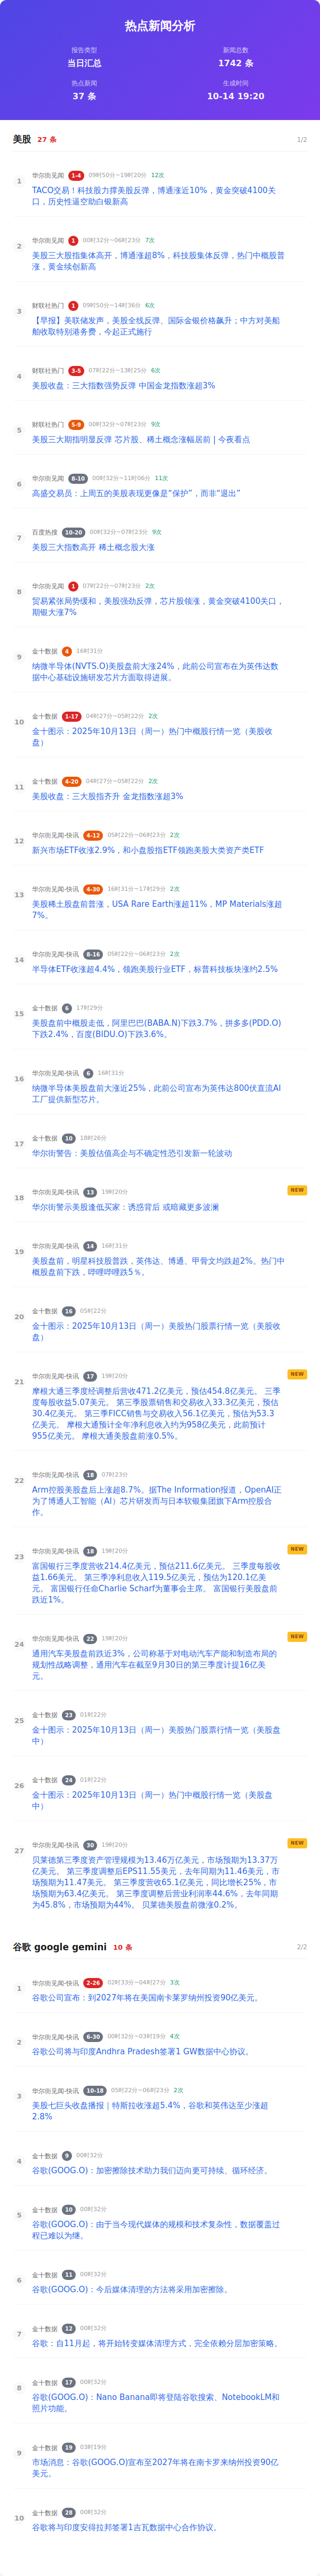 热点新闻分析
报告类型
当日汇总
新闻总数
1742 条
热点新闻
37 条
生成时间
10-14 19:20
美股 27 条 1/2
1
华尔街见闻 1-4 09时50分~19时20分 12次
TACO交易！科技股力撑美股反弹，博通涨近10%，黄金突破4100关
口，历史性逼空助白银新高
2
华尔街见闻 1 00时32分~06时23分 7次
美股三大股指集体高开，博通涨超8%，科技股集体反弹，热门中概股普
涨，黄金续创新高
3
财联社热门 1 09时50分~14时36分 6次
【早报】美联储发声，美股全线反弹、国际金银价格飙升；中方对美船
舶收取特别港务费，今起正式施行
4
财联社热门 3-5 07时22分~13时25分 6次
美股收盘：三大指数强势反弹 中国金龙指数涨超3%
5
财联社热门 5-9 00时32分~07时23分 9次
美股三大期指明显反弹 芯片股、稀土概念涨幅居前 | 今夜看点
6
华尔街见闻 8-10 00时32分~11时06分 11次
高盛交易员：上周五的美股表现更像是“保护”，而非“退出”
7
百度热搜 10-20 00时32分~07时23分 9次
美股三大指数高开 稀土概念股大涨
8
华尔街见闻 1 07时22分~07时23分 2次
贸易紧张局势缓和，美股强劲反弹，芯片股领涨，黄金突破4100关口，
期银大涨7%
9
金十数据 4 16时31分
纳微半导体(NVTS.O)美股盘前大涨24%，此前公司宣布在为英伟达数
据中心基础设施研发芯片方面取得进展。
10
金十数据 1-17 04时27分~05时22分 2次
金十图示：2025年10月13日（周一）热门中概股行情一览（美股收
盘）
11
金十数据 4-20 04时27分~05时22分 2次
美股收盘：三大股指齐升 金龙指数涨超3%
12
华尔街见闻-快讯 4-12 05时22分~06时23分 2次
新兴市场ETF收涨2.9%，和小盘股指ETF领跑美股大类资产类ETF
13
华尔街见闻-快讯 4-30 16时31分~17时29分 2次
美股稀土股盘前普涨，USA Rare Earth涨超11%，MP Materials涨超
7%。
14
华尔街见闻-快讯 8-16 05时22分~06时23分 2次
半导体ETF收涨超4.4%，领跑美股行业ETF，标普科技板块涨约2.5%
15
金十数据 6 17时29分
美股盘前中概股走低，阿里巴巴(BABA.N)下跌3.7%，拼多多(PDD.O)
下跌2.4%，百度(BIDU.O)下跌3.6%。
16
华尔街见闻-快讯 6 16时31分
纳微半导体美股盘前大涨近25%，此前公司宣布为英伟达800伏直流AI
工厂提供新型芯片。
17
金十数据 10 18时26分
华尔街警告：美股估值高企与不确定性恐引发新一轮波动
18
华尔街见闻-快讯 13 19时20分 NEW
华尔街警示美股逢低买家：诱惑背后 或暗藏更多波澜
19
华尔街见闻-快讯 14 16时31分
美股盘前，明星科技股普跌，英伟达、博通、甲骨文均跌超2%。热门中
概股盘前下跌，哔哩哔哩跌5％。
20
金十数据 16 05时22分
金十图示：2025年10月13日（周一）美股热门股票行情一览（美股收
盘）
21
华尔街见闻-快讯 17 19时20分 NEW
摩根大通三季度经调整后营收471.2亿美元，预估454.8亿美元。 三季
度每股收益5.07美元。 第三季股票销售和交易收入33.3亿美元，预估
30.4亿美元。 第三季FICC销售与交易收入56.1亿美元，预估为53.3
亿美元。 摩根大通预计全年净利息收入约为958亿美元，此前预计
955亿美元。 摩根大通美股盘前涨0.5%。
22
华尔街见闻-快讯 18 07时23分
Arm控股美股盘后上涨超8.7%。据The Information报道，OpenAI正
为了博通人工智能（AI）芯片研发而与日本软银集团旗下Arm控股合
作。
23
华尔街见闻-快讯 18 19时20分 NEW
富国银行三季度营收214.4亿美元，预估211.6亿美元。 三季度每股收
益1.66美元。 第三季净利息收入119.5亿美元，预估为120.1亿美
元。 富国银行任命Charlie Scharf为董事会主席。 富国银行美股盘前
跌近1%。
24
华尔街见闻-快讯 22 19时20分 NEW
通用汽车美股盘前跌近3%，公司称基于对电动汽车产能和制造布局的
规划性战略调整，通用汽车在截至9月30日的第三季度计提16亿美
元。
25
金十数据 23 01时22分
金十图示：2025年10月13日（周一）美股热门股票行情一览（美股盘
中）
26
金十数据 24 01时22分
金十图示：2025年10月13日（周一）热门中概股行情一览（美股盘
中）
27
华尔街见闻-快讯 30 19时20分 NEW
贝莱德第三季度资产管理规模为13.46万亿美元，市场预期为13.37万
亿美元。 第三季度调整后EPS11.55美元，去年同期为11.46美元，市
场预期为11.47美元。 第三季度营收65.1亿美元，同比增长25%，市
场预期为63.4亿美元。 第三季度调整后营业利润率44.6%，去年同期
为45.8%，市场预期为44%。 贝莱德美股盘前微涨0.2%。
谷歌 google gemini 10 条 2/2
1
华尔街见闻-快讯 2-26 02时33分~04时27分 3次
谷歌公司宣布：到2027年将在美国南卡莱罗纳州投资90亿美元。
2
华尔街见闻-快讯 6-30 00时32分~03时19分 4次
谷歌公司将与印度Andhra Pradesh签署1 GW数据中心协议。
3
华尔街见闻-快讯 10-18 05时22分~06时23分 2次
美股七巨头收盘播报｜特斯拉收涨超5.4%，谷歌和英伟达至少涨超
2.8%
4
金十数据 9 00时32分
谷歌(GOOG.O)：加密擦除技术助力我们迈向更可持续、循环经济。
5
金十数据 10 00时32分
谷歌(GOOG.O)：由于当今现代媒体的规模和技术复杂性，数据覆盖过
程已难以为继。
6
金十数据 11 00时32分
谷歌(GOOG.O)：今后媒体清理的方法将采用加密擦除。
7
金十数据 12 00时32分
谷歌：自11月起，将开始转变媒体清理方式，完全依赖分层加密策略。
8
金十数据 17 00时32分
谷歌(GOOG.O)：Nano Banana即将登陆谷歌搜索、NotebookLM和
照片功能。
9
金十数据 19 03时19分
市场消息：谷歌(GOOG.O)宣布至2027年将在南卡罗来纳州投资90亿
美元。
10
金十数据 28 00时32分
谷歌将与印度安得拉邦签署1吉瓦数据中心合作协议。